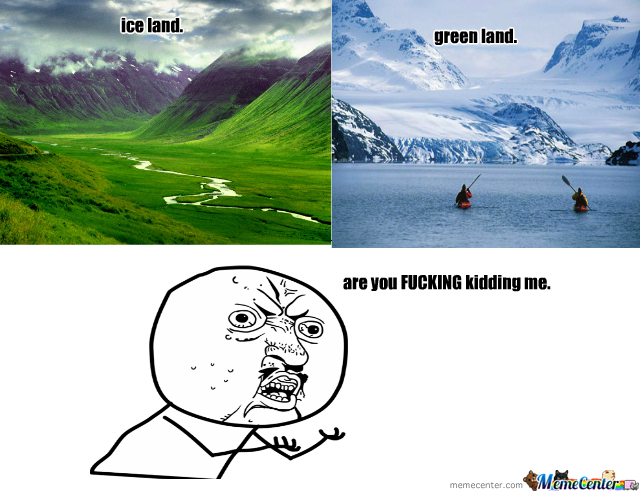 ice land.
green land.
are you FUCKING kidding me.
memecenter.com MemeCenter